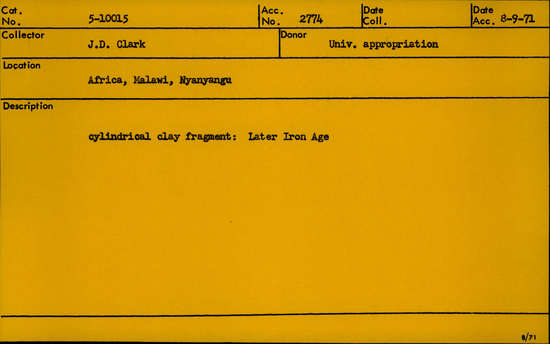 Cat. No. 5-10015 Acc. No. 2774 Date Coll. Date Acc. 8-9-71
Collector J.D. Clark Donor Univ. appropriation
Location
Africa, Malawi, Nyanyangu
Description
cylindrical clay fragment: Later Iron Age
8/71